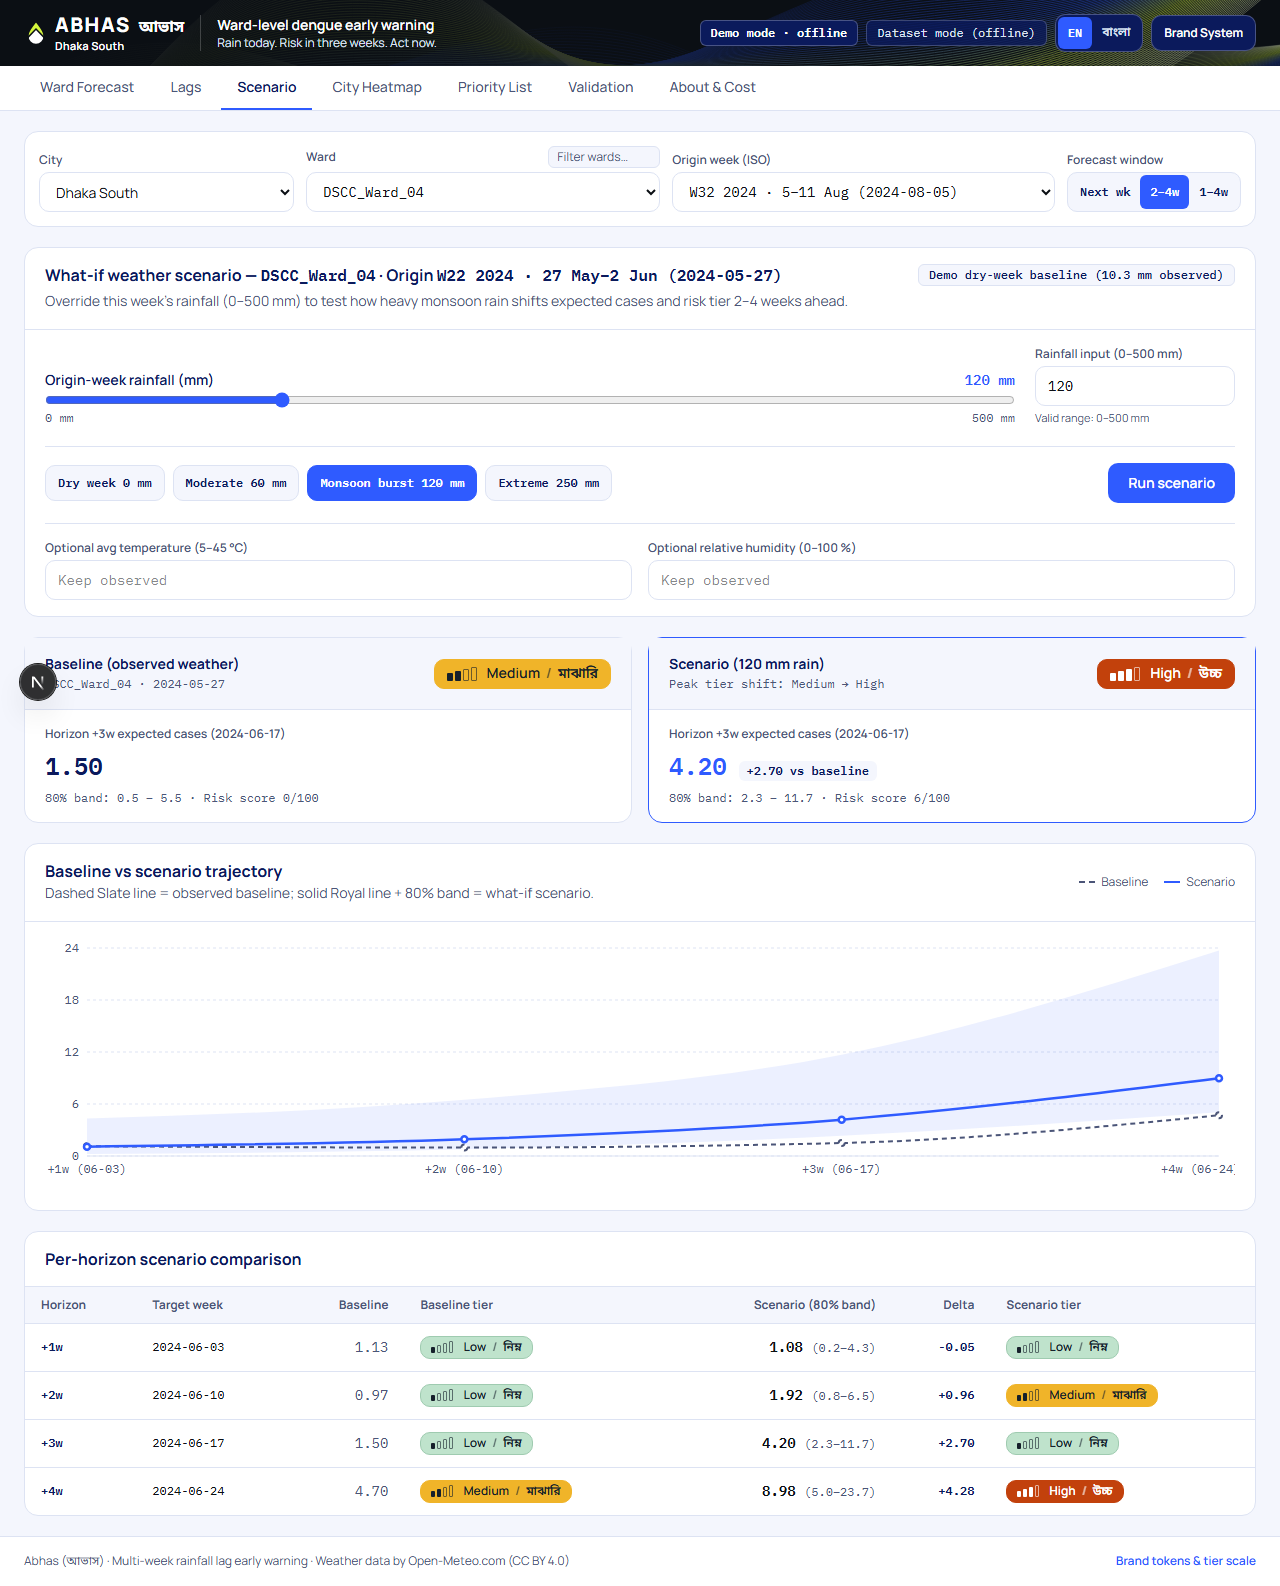 ABHAS আভাস
Dhaka South
Ward-level dengue early warning
Rain today. Risk in three weeks. Act now.
Demo mode · offline
Dataset mode (offline)
EN
বাংলা
Brand System
Ward Forecast
Lags
Scenario
City Heatmap
Priority List
Validation
About & Cost
City
Ward
Filter wards…
Origin week (ISO)
Forecast window
Dhaka South
DSCC_Ward_04
W32 2024 · 5–11 Aug (2024-08-05)
Next wk
2–4w
1–4w
What-if weather scenario — DSCC_Ward_04 · Origin W22 2024 · 27 May–2 Jun (2024-05-27)
Demo dry-week baseline (10.3 mm observed)
Override this week's rainfall (0–500 mm) to test how heavy monsoon rain shifts expected cases and risk tier 2–4 weeks ahead.
Rainfall input (0–500 mm)
Origin-week rainfall (mm)
120 mm
120
0 mm
500 mm
Valid range: 0–500 mm
Dry week 0 mm
Moderate 60 mm
Monsoon burst 120 mm
Extreme 250 mm
Run scenario
Optional avg temperature (5–45 °C)
Optional relative humidity (0–100 %)
Keep observed
Keep observed
Baseline (observed weather)
SCC_Ward_04 · 2024-05-27
Medium / মাঝারি
N
Scenario (120 mm rain)
Peak tier shift: Medium → High
High / উচ্চ
Horizon +3w expected cases (2024-06-17)
1.50
80% band: 0.5 – 5.5 · Risk score 0/100
Horizon +3w expected cases (2024-06-17)
4.20 +2.70 vs baseline
80% band: 2.3 – 11.7 · Risk score 6/100
Baseline vs scenario trajectory
Dashed Slate line = observed baseline; solid Royal line + 80% band = what-if scenario.
Baseline
Scenario
24
18
12
6
0
+1w (06-03)
+2w (06-10)
+3w (06-17)
+4w (06-24)
Per-horizon scenario comparison
Horizon Target week Baseline Baseline tier Scenario (80% band) Delta Scenario tier
+1w 2024-06-03 1.13 Low / নিম্ন 1.08 (0.2–4.3) -0.05 Low / নিম্ন
+2w 2024-06-10 0.97 Low / নিম্ন 1.92 (0.8–6.5) +0.96 Medium / মাঝারি
+3w 2024-06-17 1.50 Low / নিম্ন 4.20 (2.3–11.7) +2.70 Low / নিম্ন
+4w 2024-06-24 4.70 Medium / মাঝারি 8.98 (5.0–23.7) +4.28 High / উচ্চ
Abhas (আভাস) · Multi-week rainfall lag early warning · Weather data by Open-Meteo.com (CC BY 4.0)
Brand tokens & tier scale